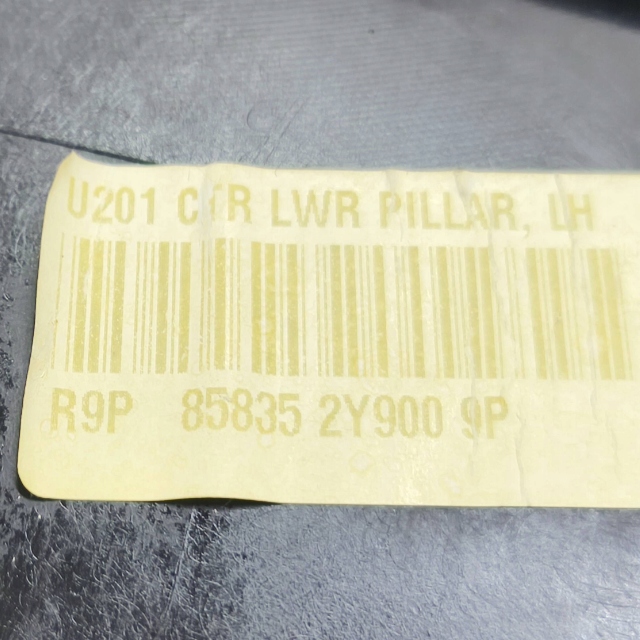 U201 CTR LWR PILLAR, LH
R9P 85835 2Y900 9P